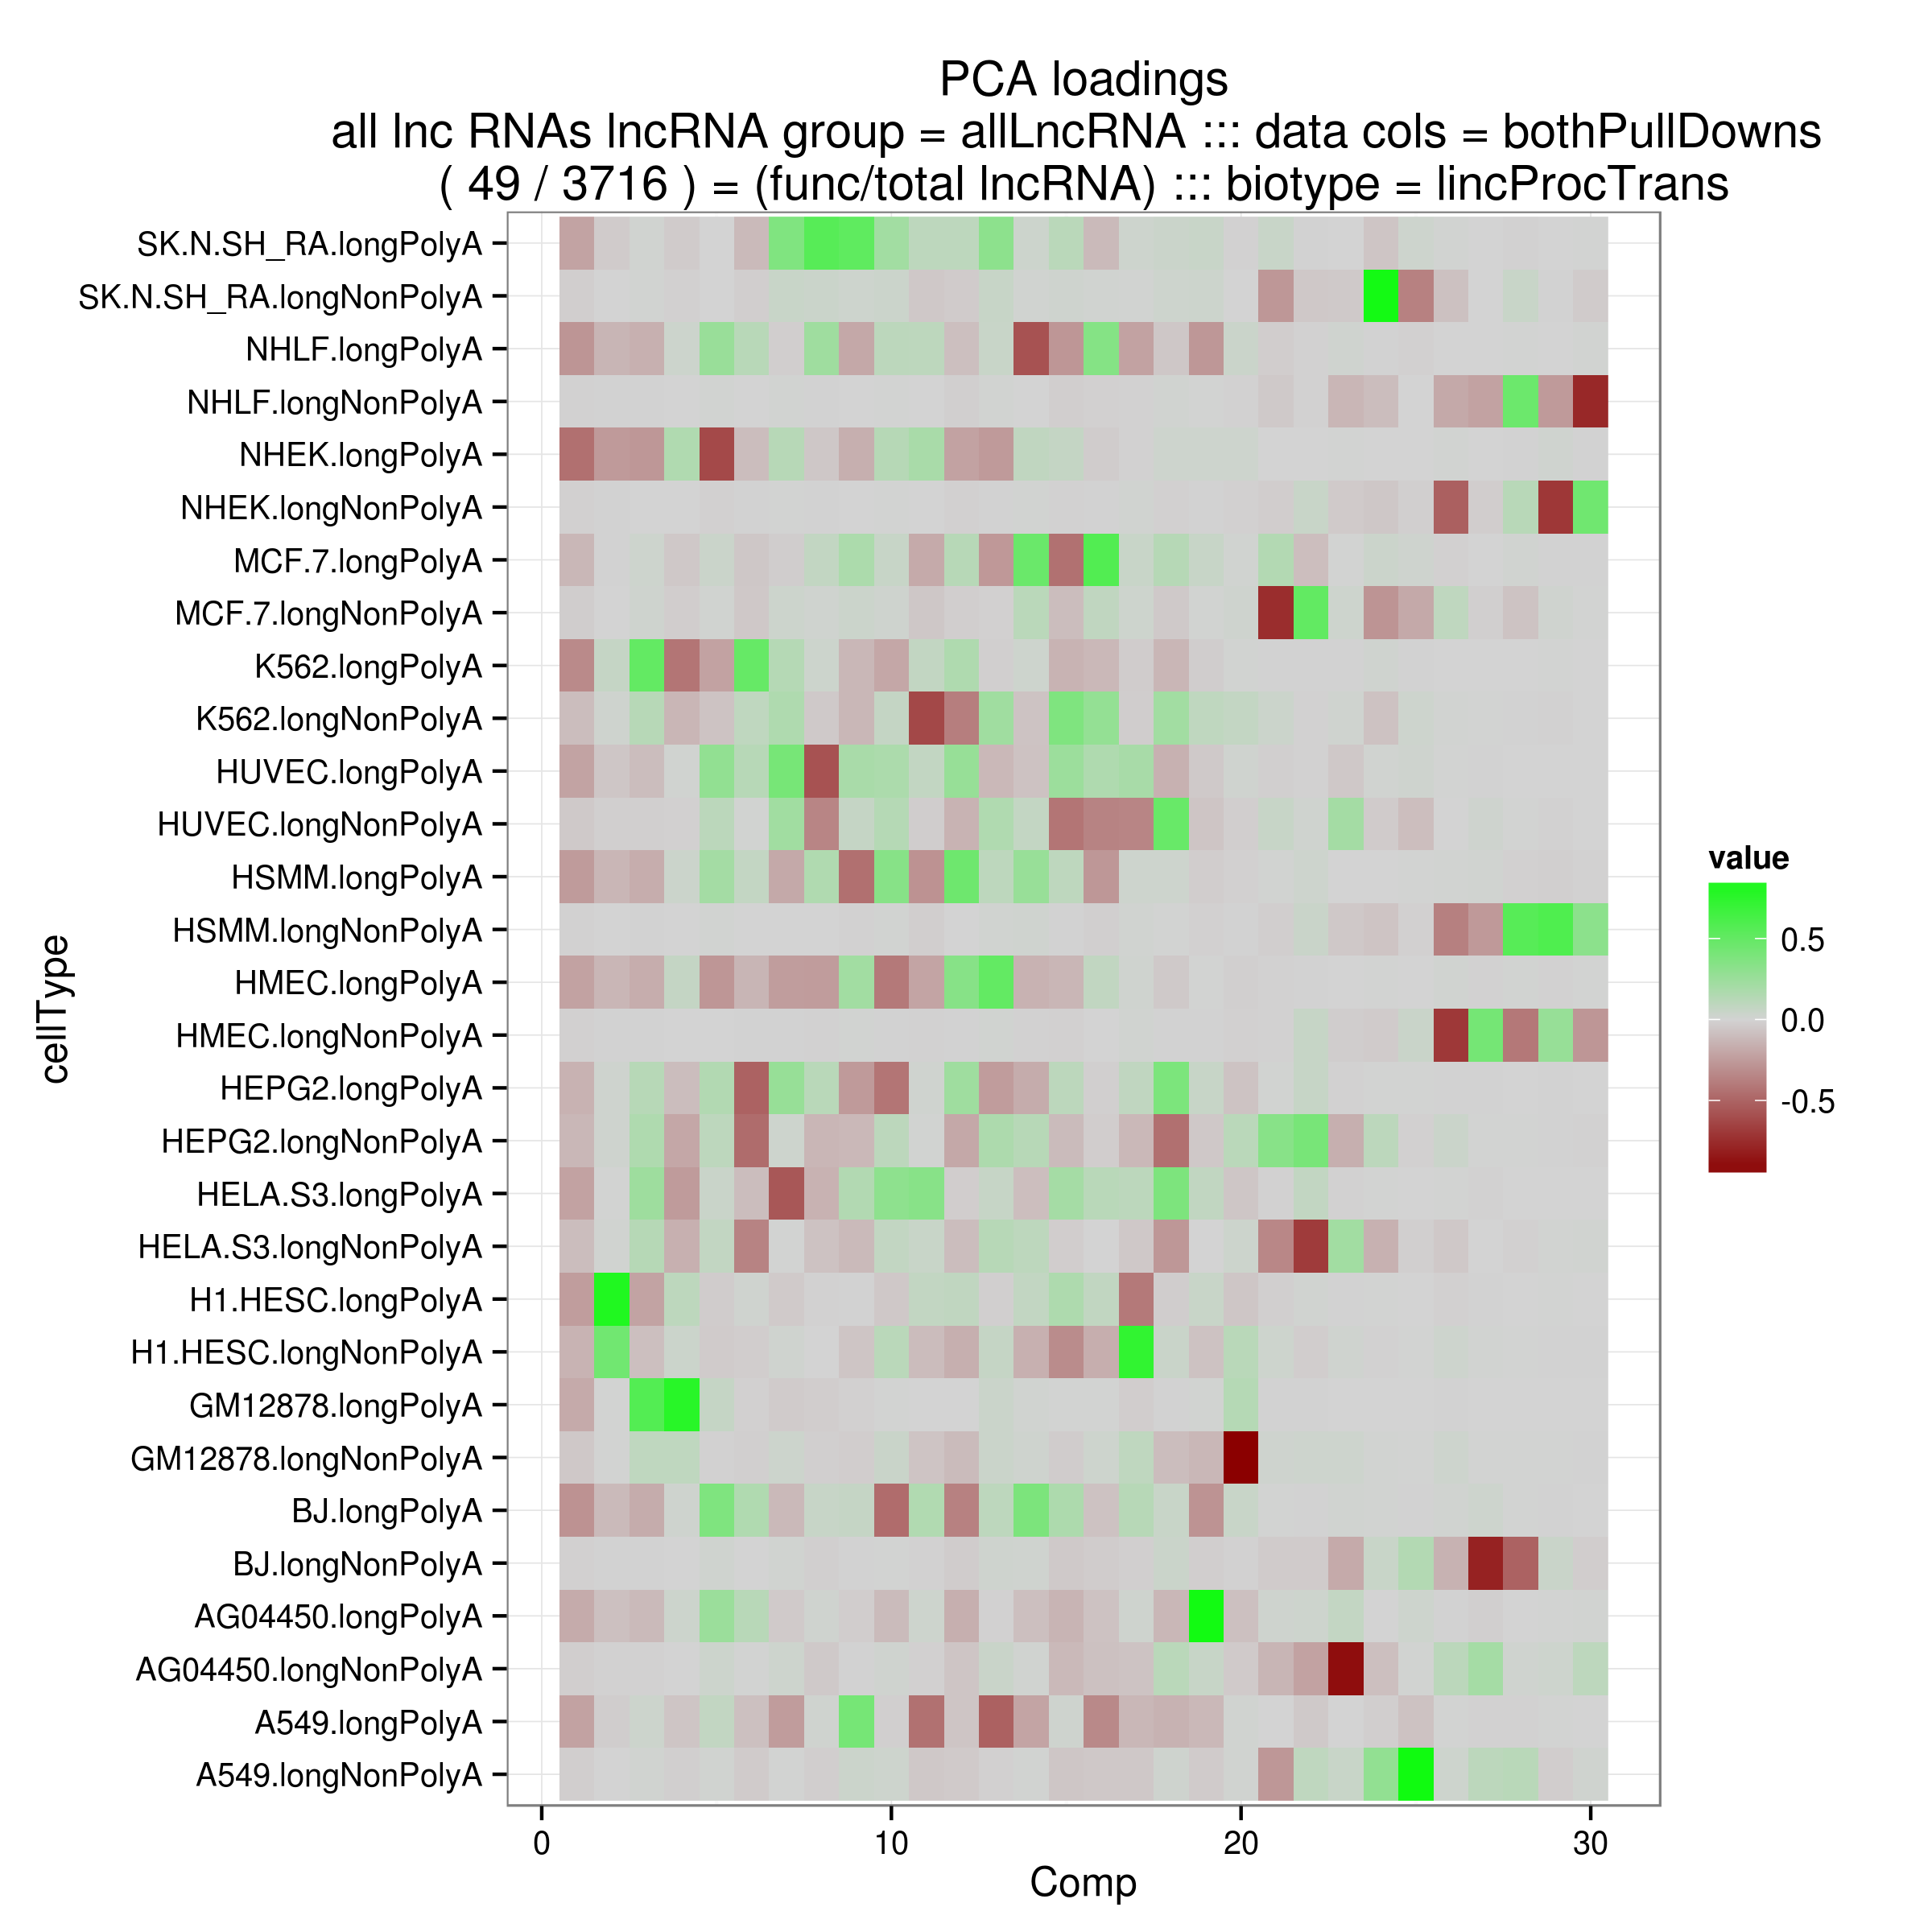 PCA loadings
all lnc RNAs lncRNA group = allLncRNA ::: data cols = bothPullDowns
( 49 / 3716 ) = (func/total lncRNA) ::: biotype = lincProcTrans
SK.N.SH_RA.longPolyA
SK.N.SH_RA.longNonPolyA
NHLF.longPolyA
NHLF.longNonPolyA
NHEK.longPolyA
NHEK.longNonPolyA
MCF.7.longPolyA
MCF.7.longNonPolyA
K562.longPolyA
K562.longNonPolyA
HUVEC.longPolyA
HUVEC.longNonPolyA
HSMM.longPolyA
HSMM.longNonPolyA
HMEC.longPolyA
HMEC.longNonPolyA
HEPG2.longPolyA
HEPG2.longNonPolyA
HELA.S3.longPolyA
HELA.S3.longNonPolyA
H1.HESC.longPolyA
H1.HESC.longNonPolyA
GM12878.longPolyA
GM12878.longNonPolyA
BJ.longPolyA
BJ.longNonPolyA
AG04450.longPolyA
AG04450.longNonPolyA
A549.longPolyA
A549.longNonPolyA
cellType
0 10 20 30
Comp
value
0.5
0.0
-0.5